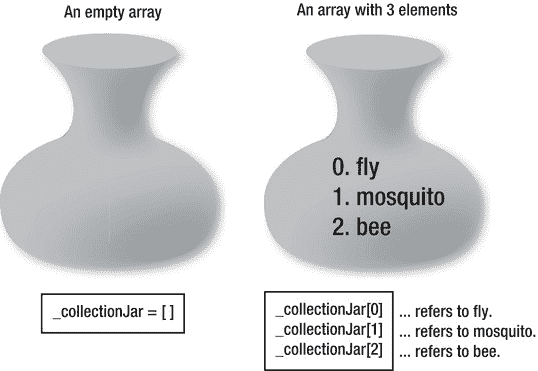 An empty array
_collectionJar = [ ]
An array with 3 elements
0. fly
1. mosquito
2. bee
_collectionJar[0] ... refers to fly.
_collectionJar[1] ... refers to mosquito.
_collectionJar[2] ... refers to bee.